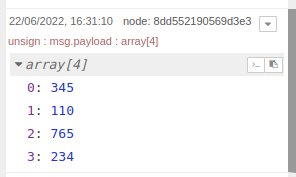 22/06/2022, 16:31:10 node: 8dd552190569d3e3
unsign : msg.payload : array[4]
array[4]
0: 345
1: 110
2: 765
3: 234